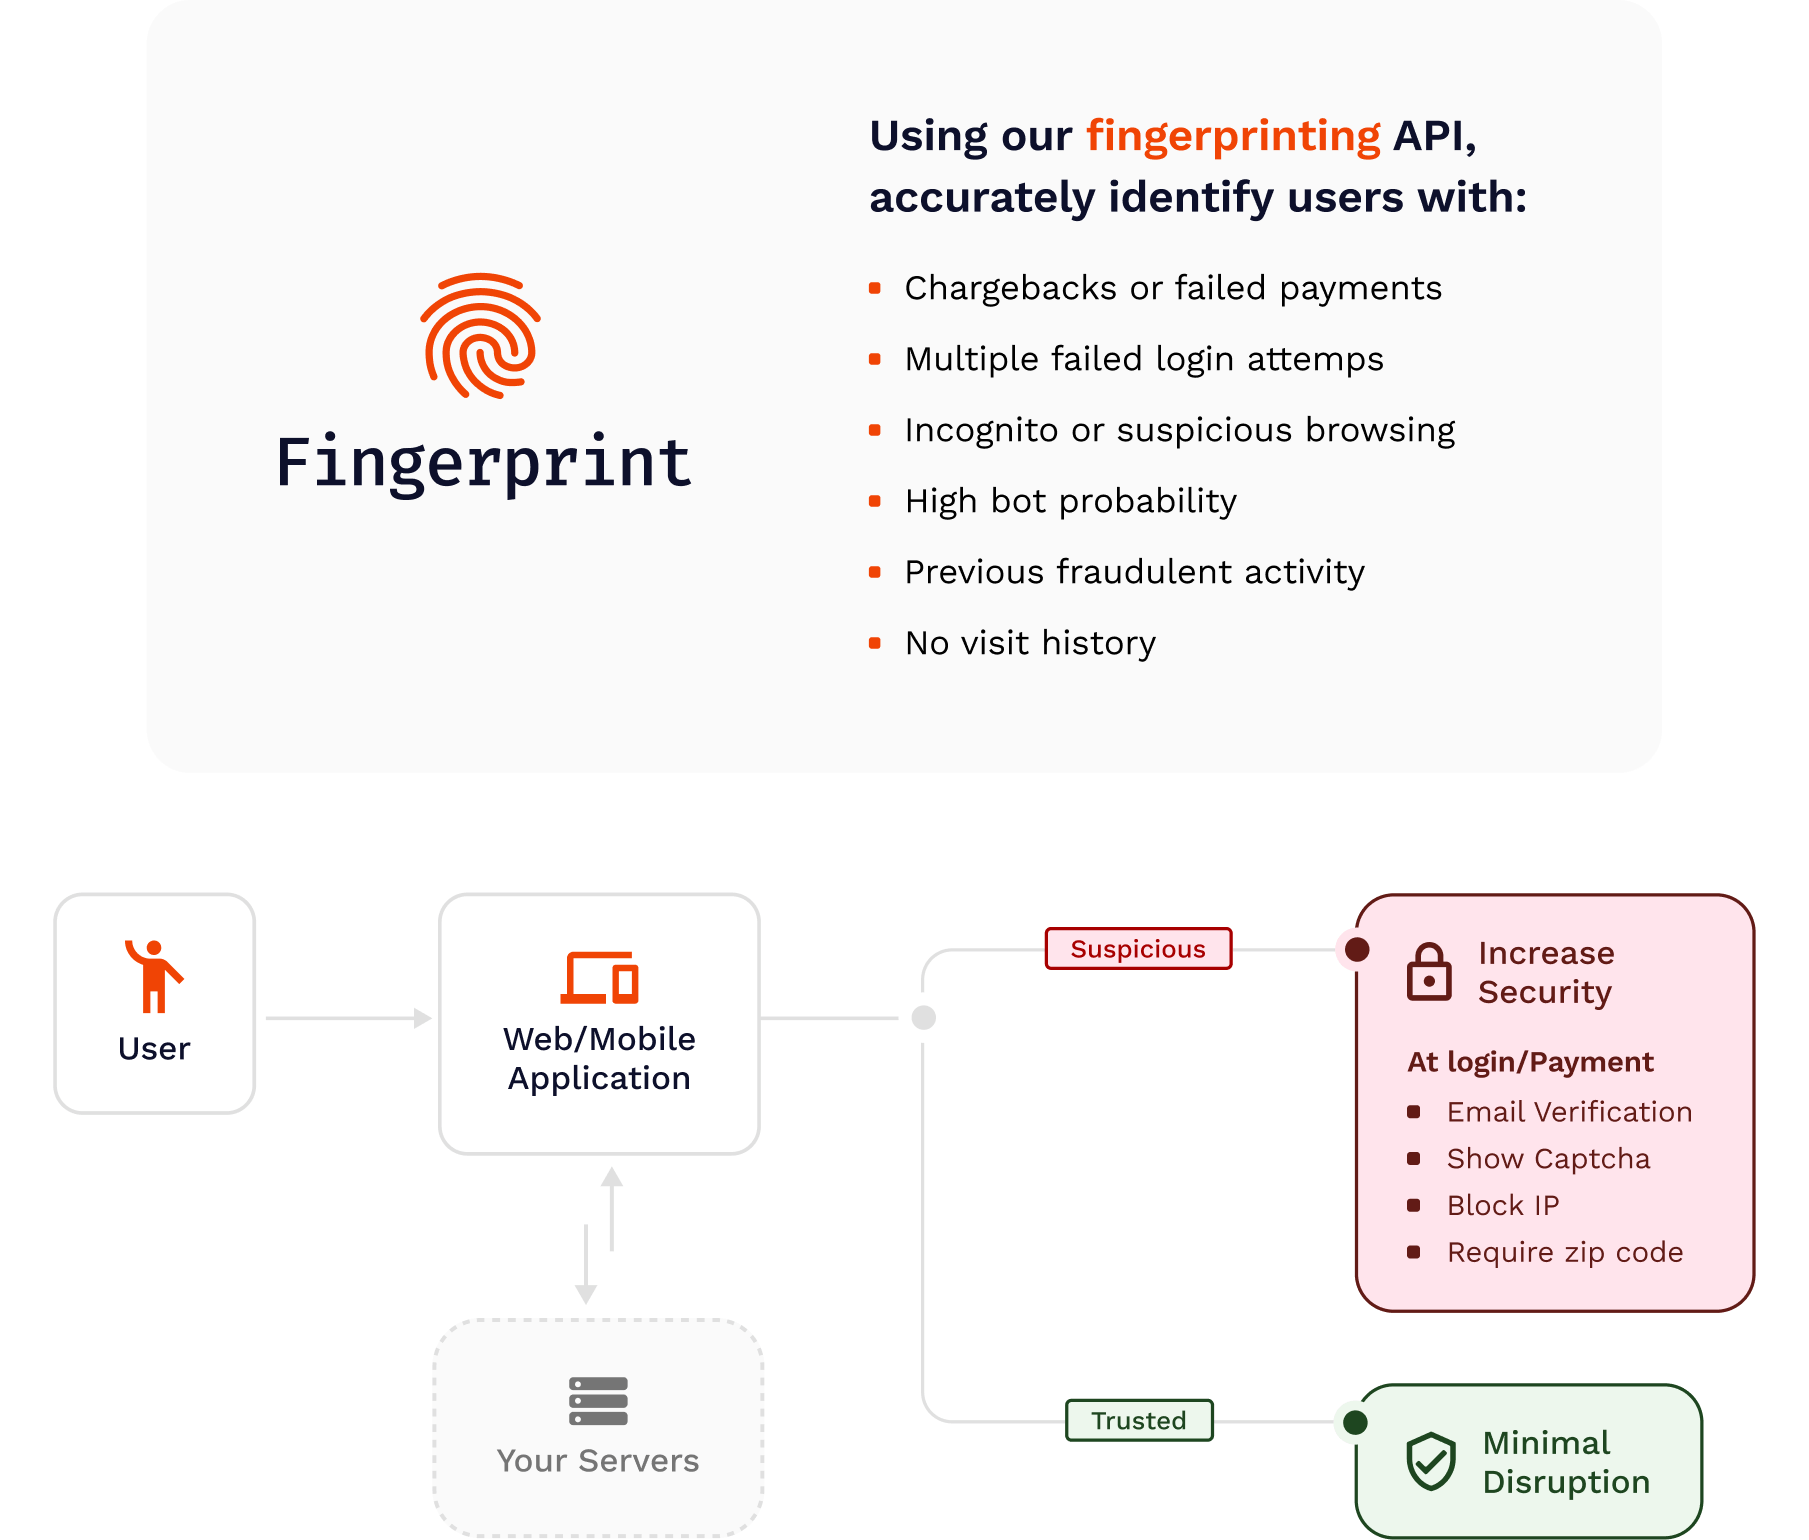 Using our fingerprinting API,
accurately identify users with:
Chargebacks or failed payments
Multiple failed login attemps
Incognito or suspicious browsing
High bot probability
Previous fraudulent activity
No visit history
Fingerprint
User
Web/Mobile
Application
Your Servers
Suspicious
Increase
Security
At login/Payment
Email Verification
Show Captcha
Block IP
Require zip code
Trusted
Minimal
Disruption